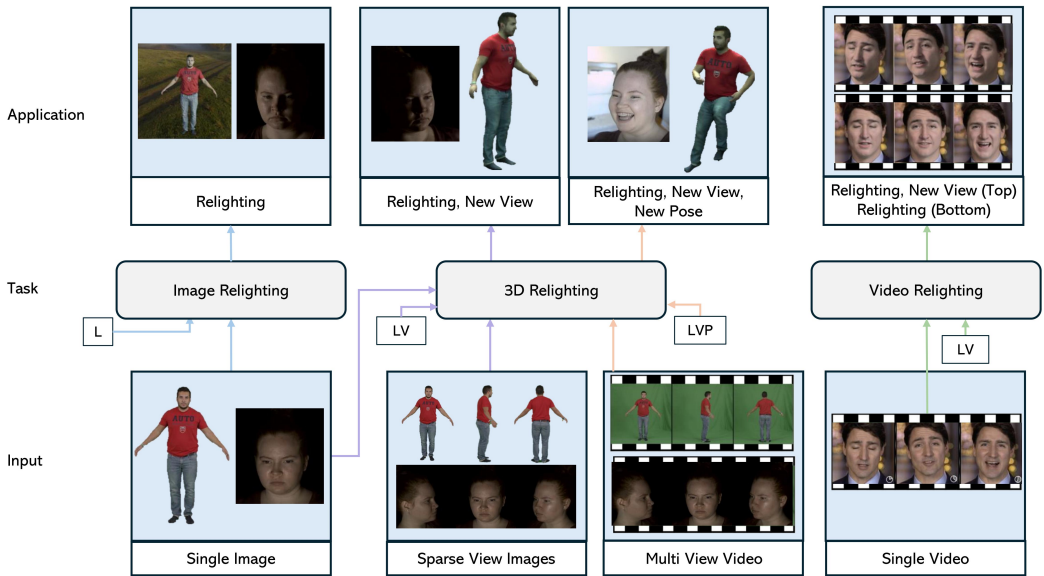 Application
Relighting
Relighting, New View
Relighting, New View,
New Pose
Relighting, New View (Top)
Relighting (Bottom)
Task
Image Relighting
3D Relighting
Video Relighting
L
LV
LVP
LV
Input
Single Image
Sparse View Images
Multi View Video
Single Video